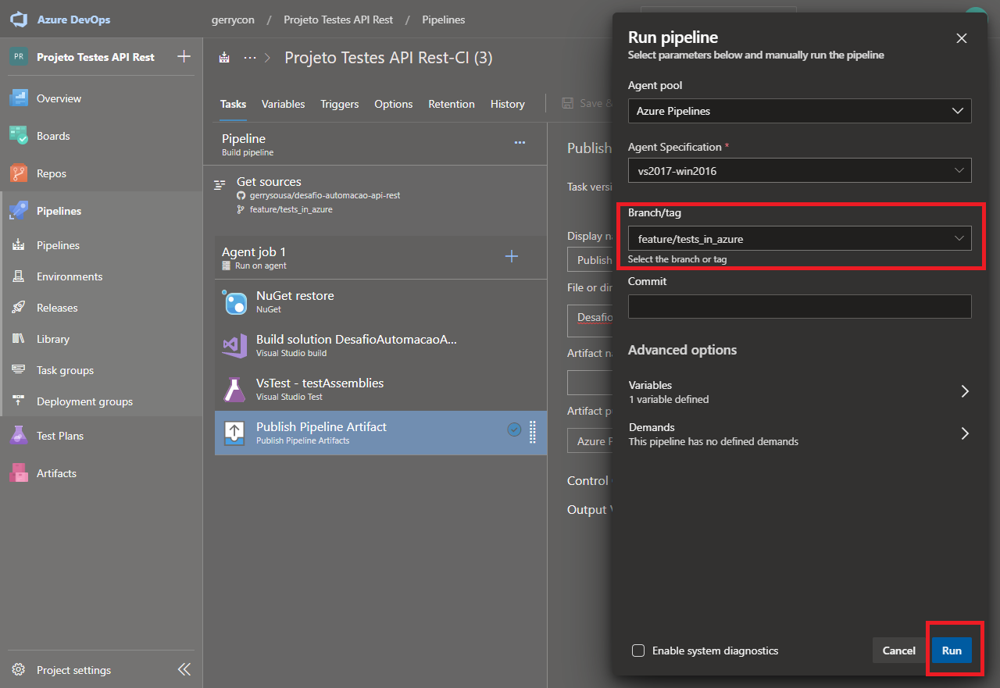 Azure DevOps
gerrycon / Projeto Testes API Rest / Pipelines
PR Projeto Testes API Rest
Overview
Boards
Repos
Pipelines
Pipelines
Environments
Releases
Library
Task groups
Deployment groups
Test Plans
Artifacts
Project settings
Projeto Testes API Rest-CI (3)
Tasks Variables Triggers Options Retention History Save &
Pipeline
Build pipeline
Get sources
gerrysousa/desafio-automacao-api-rest
feature/tests_in_azure
Agent job 1
Run on agent
NuGet restore
NuGet
Build solution DesafioAutomacaoA...
Visual Studio build
VsTest - testAssemblies
Visual Studio Test
Publish Pipeline Artifact
Publish Pipeline Artifacts
Publish
Task versi
Display na
Publish
File or dir
Desafio
Artifact na
Artifact p
Azure P
Control
Output V
Run pipeline
Select parameters below and manually run the pipeline
Agent pool
Azure Pipelines
Agent Specification *
vs2017-win2016
Branch/tag
feature/tests_in_azure
Select the branch or tag
Commit
Advanced options
Variables
1 variable defined
Demands
This pipeline has no defined demands
Enable system diagnostics
Cancel
Run